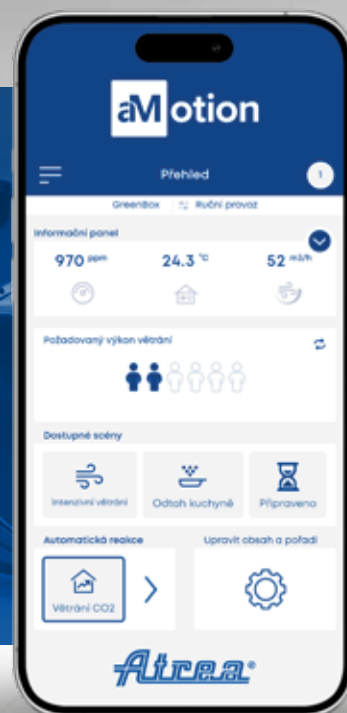 aMotion
Přehled
1
GreenBox Ruční provoz
Informační panel
970 ppm 24.3 °C 52 m3/h
Požadovaný výkon větrání
Dostupné scény
Intenzivní větrání Odtah kuchyně Připraveno
Automatická reakce Upravit obsah a pořadí
Větrání CO2
Atrea®